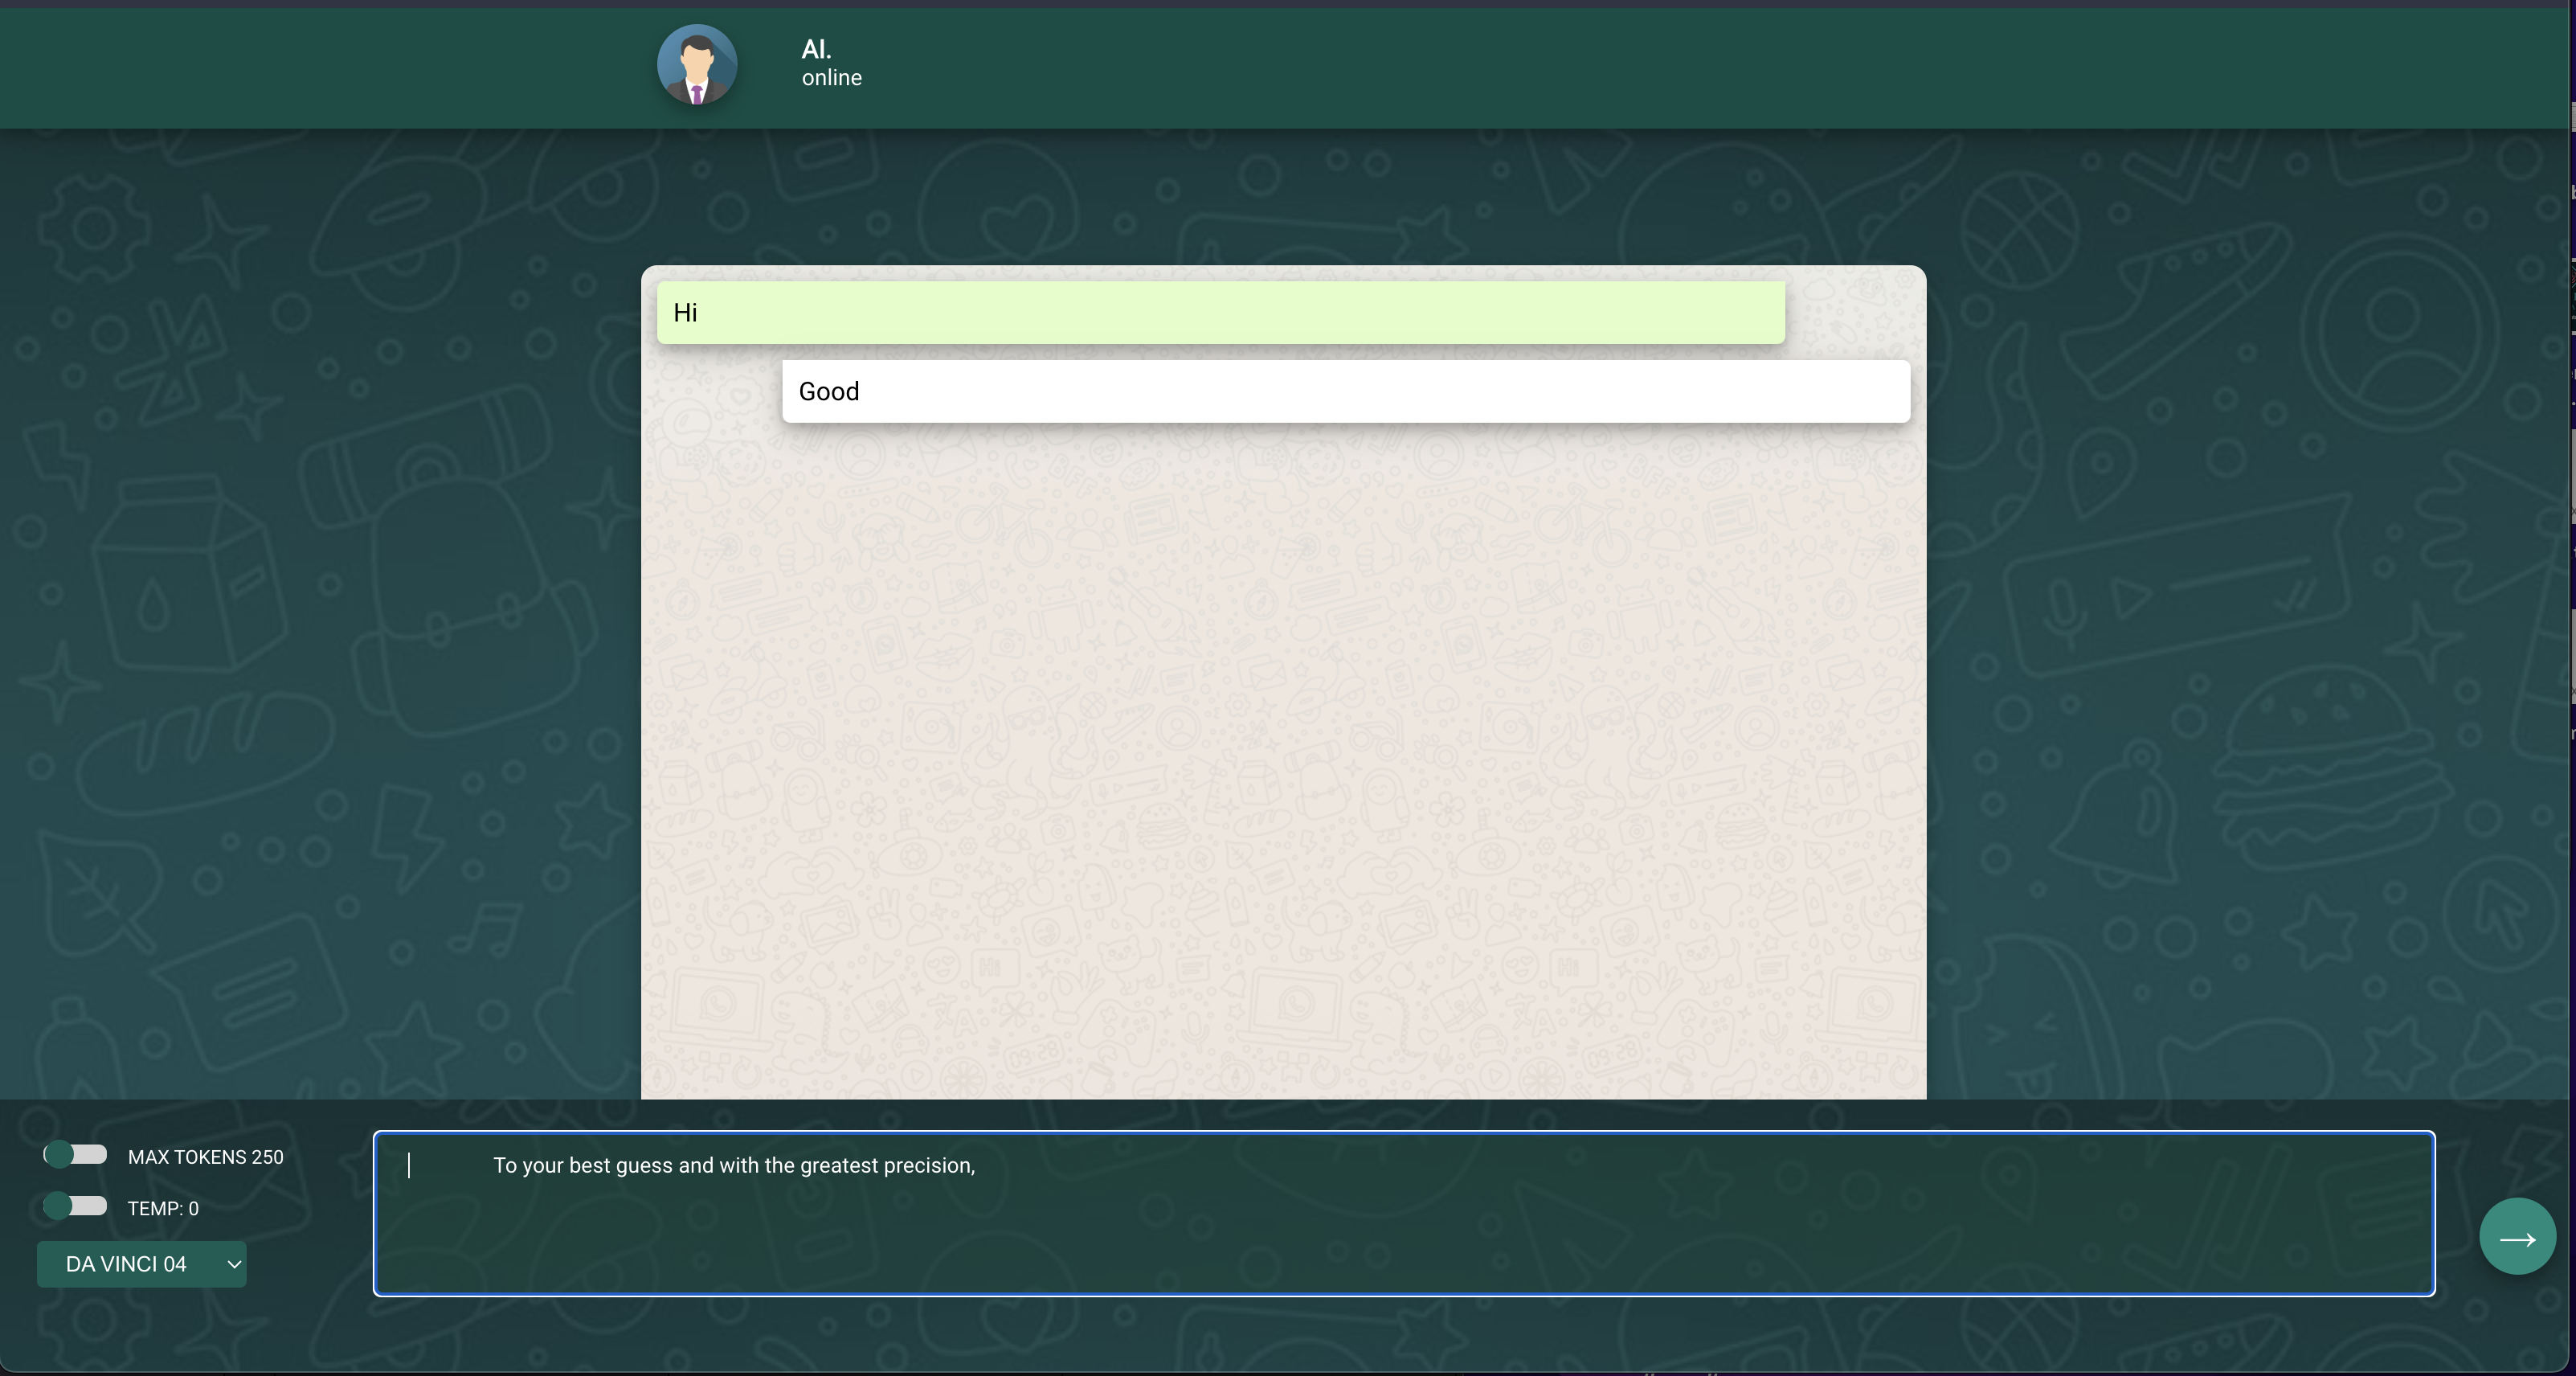 AI.
online
Hi
Good
MAX TOKENS 250
To your best guess and with the greatest precision,
TEMP: 0
DA VINCI 04